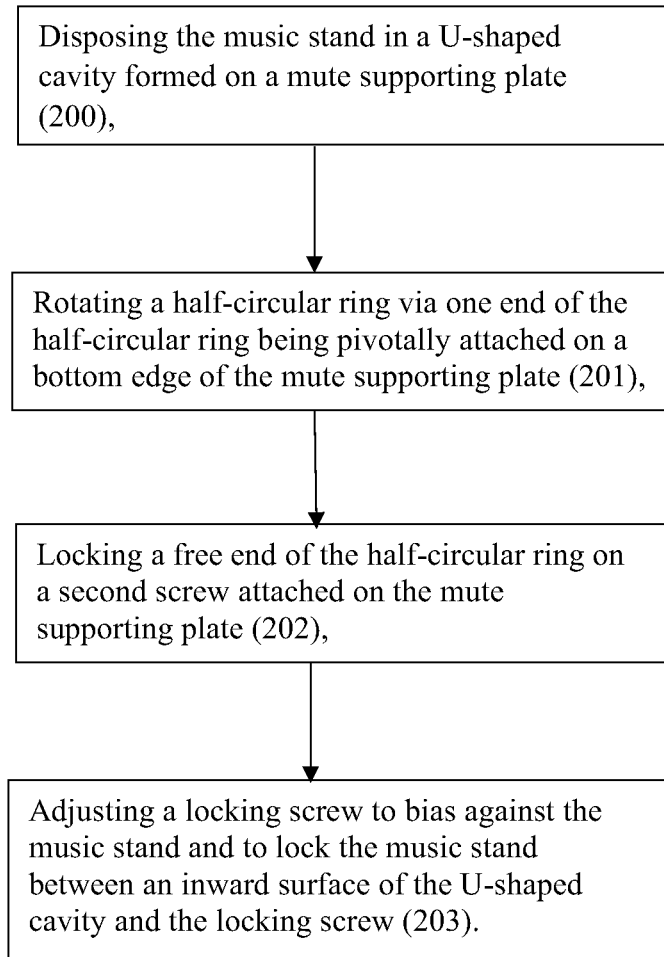 Disposing the music stand in a U-shaped
cavity formed on a mute supporting plate
(200),
Rotating a half-circular ring via one end of the
half-circular ring being pivotally attached on a
bottom edge of the mute supporting plate (201),
Locking a free end of the half-circular ring on
a second screw attached on the mute
supporting plate (202),
Adjusting a locking screw to bias against the
music stand and to lock the music stand
between an inward surface of the U-shaped
cavity and the locking screw (203).